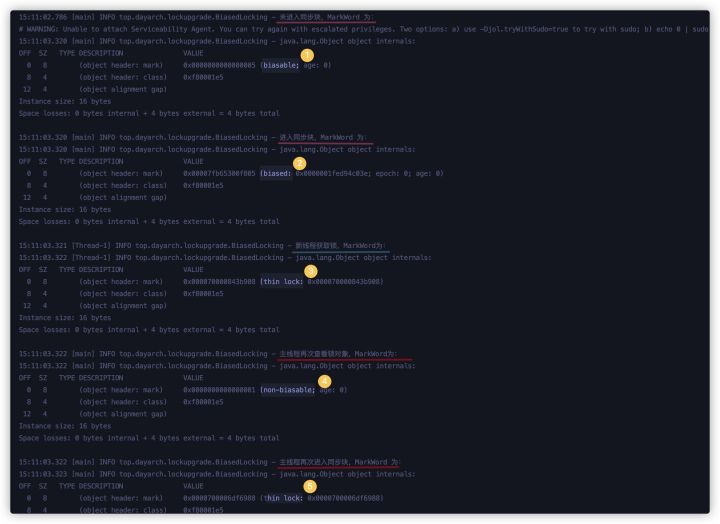 15:11:02.786 [main] INFO top.dayarch.lockupgrade.BiasedLocking - 未进入同步块，MarkWord 为：
# WARNING: Unable to attach Serviceability Agent. You can try again with escalated privileges. Two options: a) use -Djol.tryWithSudo=true to try with sudo; b) echo 0 | sudo
15:11:03.320 [main] INFO top.dayarch.lockupgrade.BiasedLocking - java.lang.Object object internals:
1
OFF SZ TYPE DESCRIPTION VALUE
0 8 (object header: mark) 0x0000000000000005 (biasable; age: 0)
8 4 (object header: class) 0xf80001e5
12 4 (object alignment gap)
Instance size: 16 bytes
Space losses: 0 bytes internal + 4 bytes external = 4 bytes total
15:11:03.320 [main] INFO top.dayarch.lockupgrade.BiasedLocking - 进入同步块，MarkWord 为：
15:11:03.320 [main] INFO top.dayarch.lockupgrade.BiasedLocking - java.lang.Object object internals:
2
OFF SZ TYPE DESCRIPTION VALUE
0 8 (object header: mark) 0x00007fb65300f805 (biased: 0x0000001fed94c03e; epoch: 0; age: 0)
8 4 (object header: class) 0xf80001e5
12 4 (object alignment gap)
Instance size: 16 bytes
Space losses: 0 bytes internal + 4 bytes external = 4 bytes total
15:11:03.321 [Thread-1] INFO top.dayarch.lockupgrade.BiasedLocking - 新线程获取锁，MarkWord为：
15:11:03.322 [Thread-1] INFO top.dayarch.lockupgrade.BiasedLocking - java.lang.Object object internals:
3
OFF SZ TYPE DESCRIPTION VALUE
0 8 (object header: mark) 0x000070000843b908 (thin lock: 0x000070000843b908)
8 4 (object header: class) 0xf80001e5
12 4 (object alignment gap)
Instance size: 16 bytes
Space losses: 0 bytes internal + 4 bytes external = 4 bytes total
15:11:03.322 [main] INFO top.dayarch.lockupgrade.BiasedLocking - 主线程再次查看锁对象，MarkWord为：
15:11:03.322 [main] INFO top.dayarch.lockupgrade.BiasedLocking - java.lang.Object object internals:
4
OFF SZ TYPE DESCRIPTION VALUE
0 8 (object header: mark) 0x0000000000000001 (non-biasable; age: 0)
8 4 (object header: class) 0xf80001e5
12 4 (object alignment gap)
Instance size: 16 bytes
Space losses: 0 bytes internal + 4 bytes external = 4 bytes total
15:11:03.322 [main] INFO top.dayarch.lockupgrade.BiasedLocking - 主线程再次进入同步块，MarkWord 为：
15:11:03.323 [main] INFO top.dayarch.lockupgrade.BiasedLocking - java.lang.Object object internals:
5
OFF SZ TYPE DESCRIPTION VALUE
0 8 (object header: mark) 0x0000700006df6988 (thin lock: 0x0000700006df6988)
8 4 (object header: class) 0xf80001e5